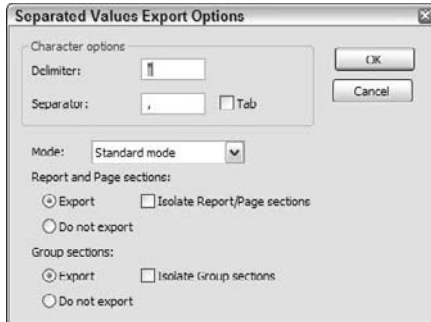 Separated Values Export Options
Character options
Delimiter:
OK
Separator: , Tab
Cancel
Mode: Standard mode
Report and Page sections:
Export Isolate Report/Page sections
Do not export
Group sections:
Export Isolate Group sections
Do not export